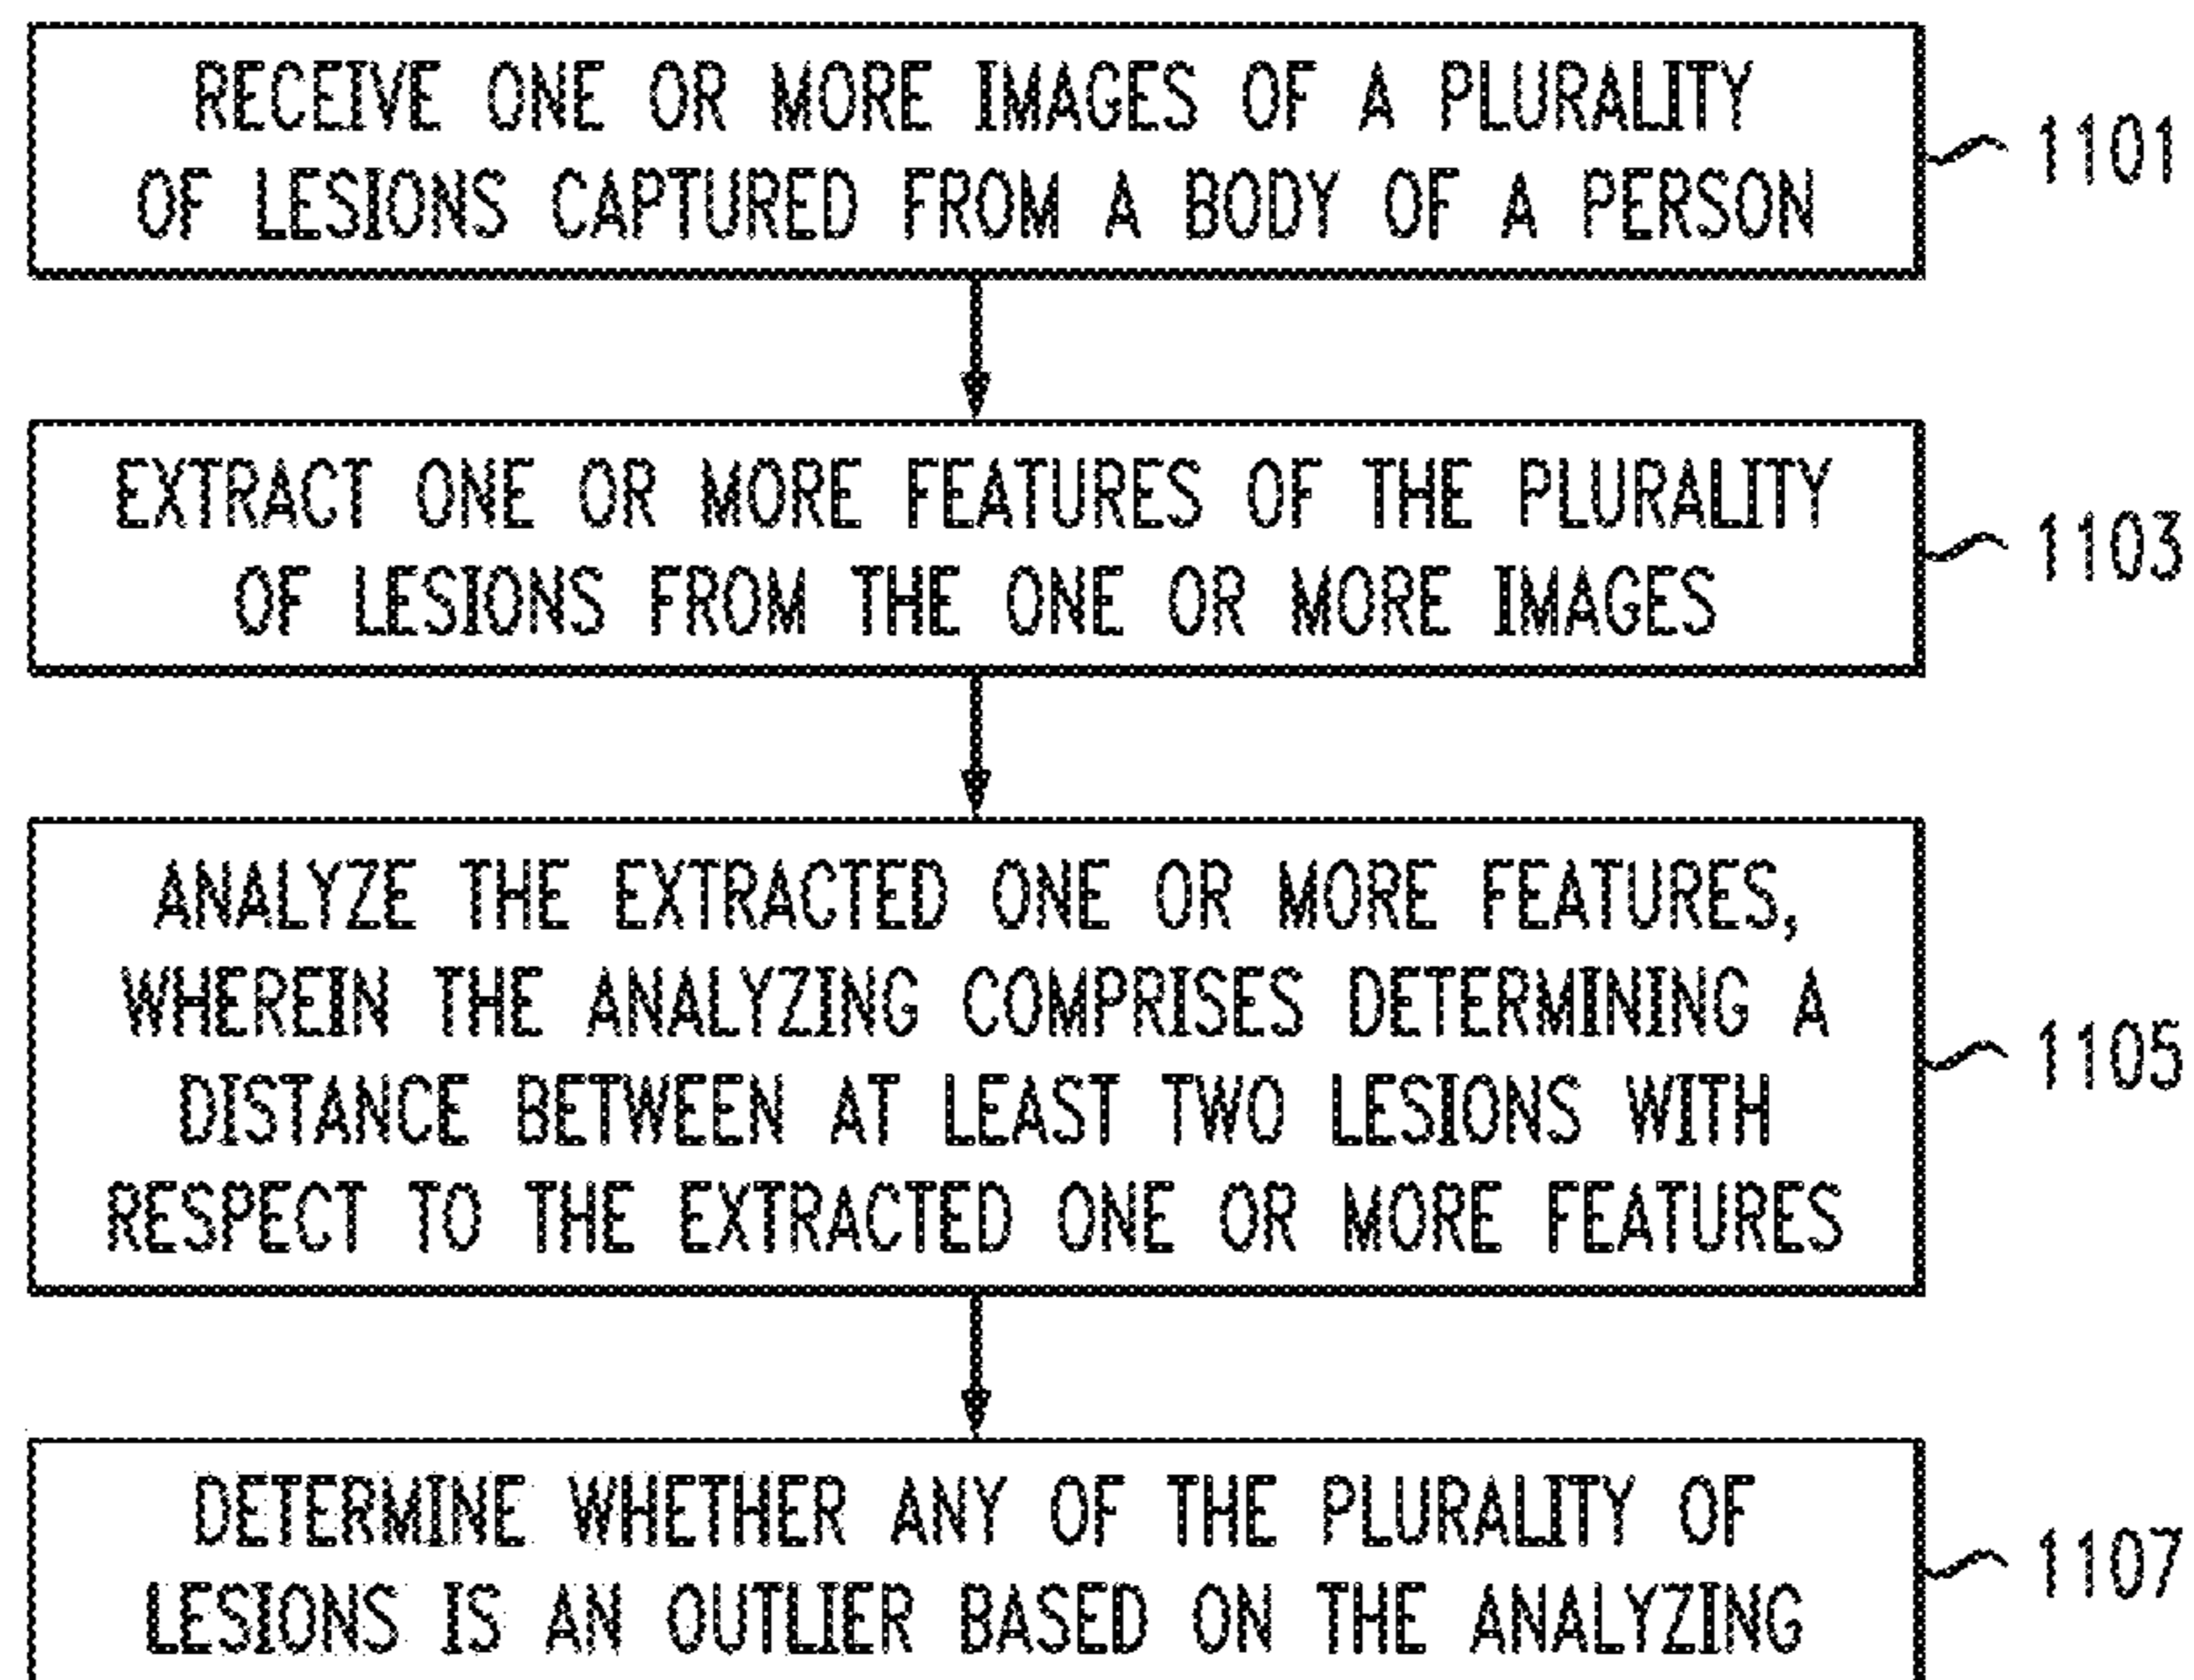 RECEIVE ONE OR MORE IMAGES OF A PLURALITY
OF LESIONS CAPTURED FROM A BODY OF A PERSON
1101
EXTRACT ONE OR MORE FEATURES OF THE PLURALITY
OF LESIONS FROM THE ONE OR MORE IMAGES
1103
ANALYZE THE EXTRACTED ONE OR MORE FEATURES,
WHEREIN THE ANALYZING COMPRISES DETERMINING A
DISTANCE BETWEEN AT LEAST TWO LESIONS WITH
RESPECT TO THE EXTRACTED ONE OR MORE FEATURES
1105
DETERMINE WHETHER ANY OF THE PLURALITY OF
LESIONS IS AN OUTLIER BASED ON THE ANALYZING
1107